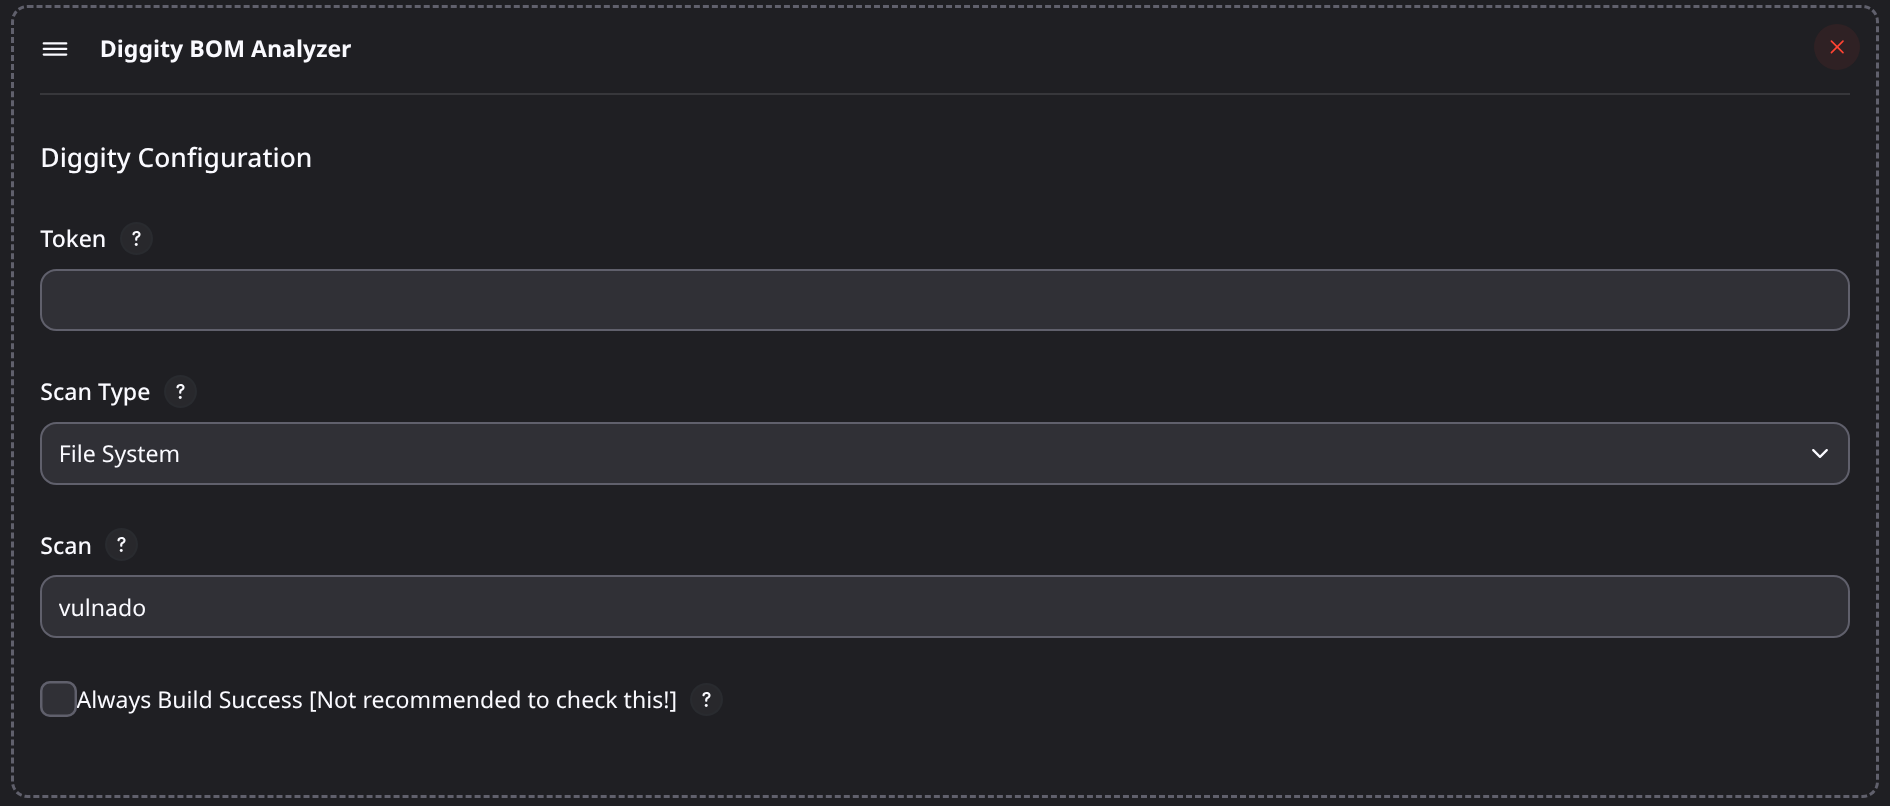 Diggity BOM Analyzer
Diggity Configuration
Token ?
Scan Type ?
File System
Scan ?
vulnado
Always Build Success [Not recommended to check this!] ?